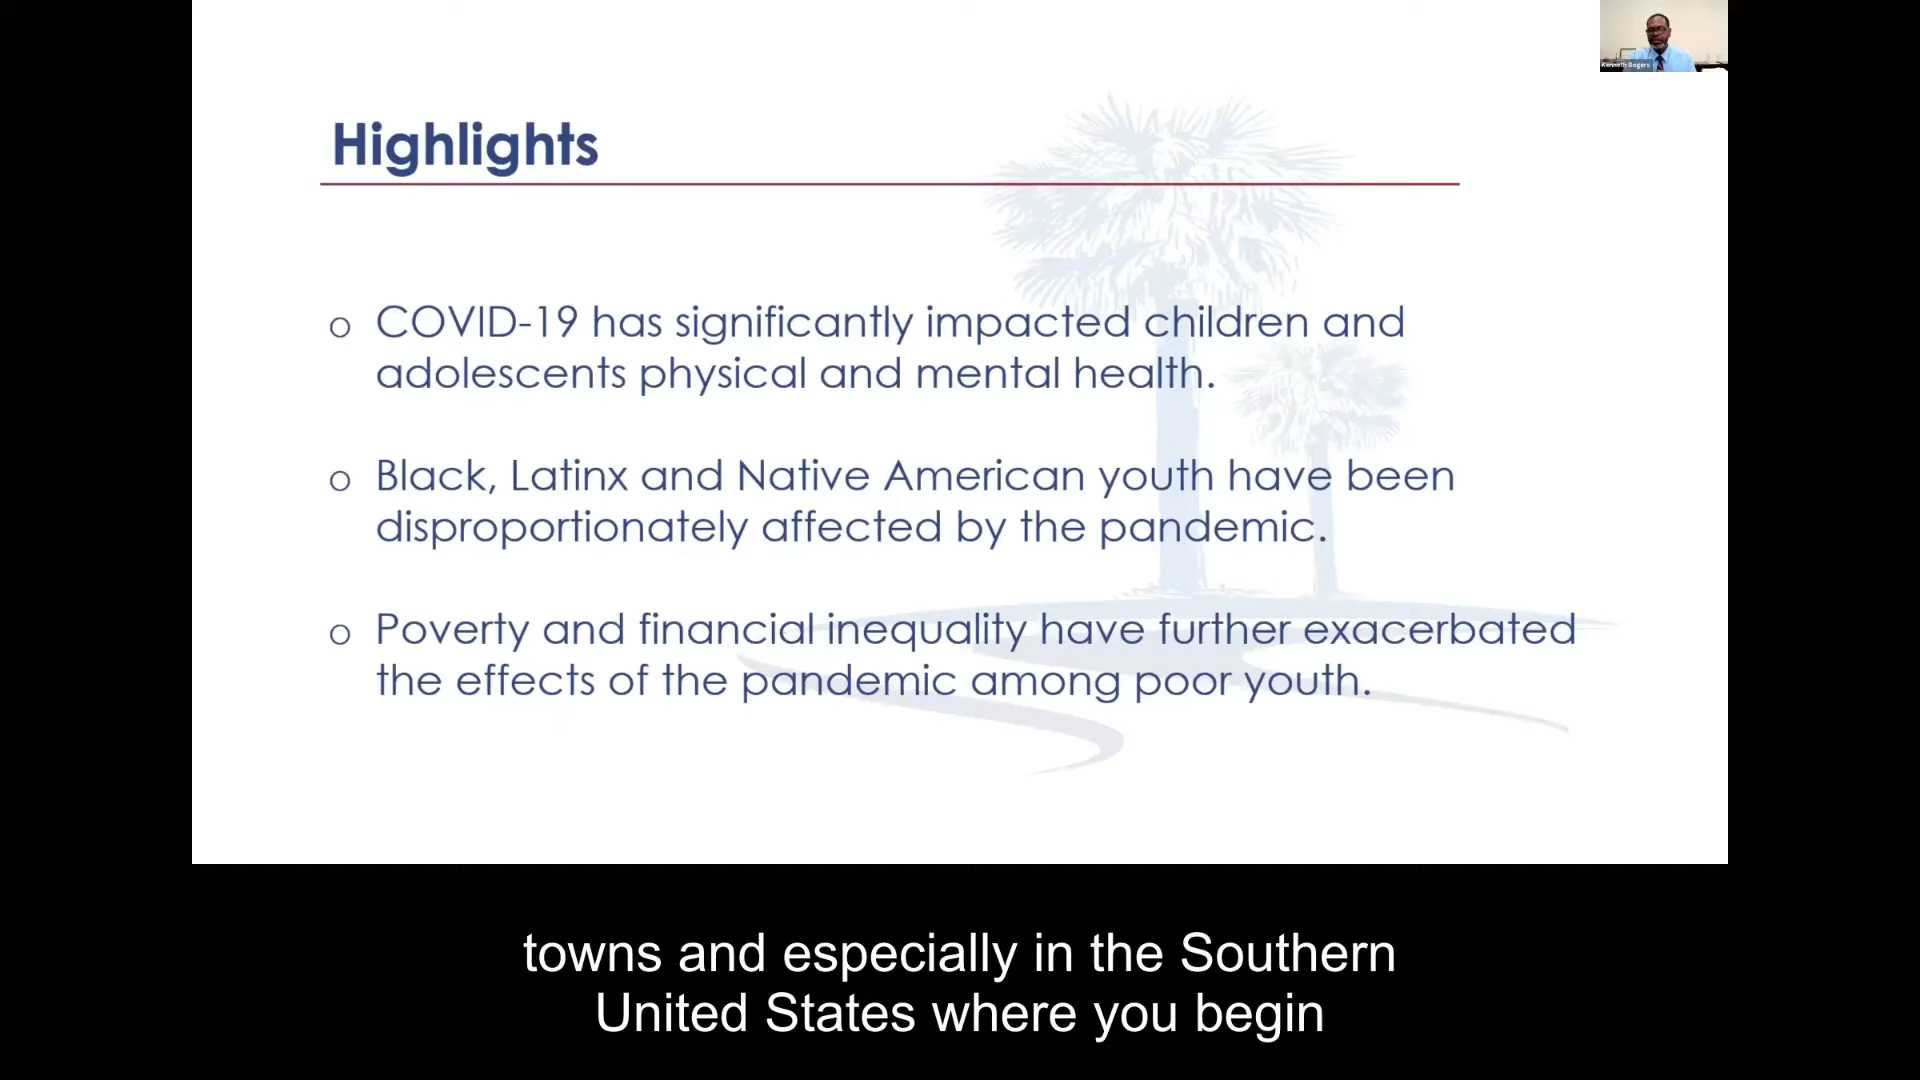 Kenneth Rogers
Highlights
o COVID-19 has significantly impacted children and
adolescents physical and mental health.
o Black, Latinx and Native American youth have been
disproportionately affected by the pandemic.
o Poverty and financial inequality have further exacerbated
the effects of the pandemic among poor youth.
towns and especially in the Southern
United States where you begin